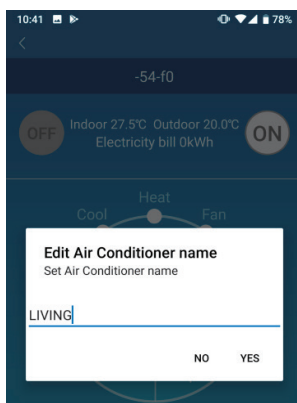 10:41 78%
-54-f0
OFF Indoor 27.5℃ Outdoor 20.0℃ ON
Electricity bill 0kWh
Heat
Cool Fan
Edit Air Conditioner name
Set Air Conditioner name
LIVING
NO YES